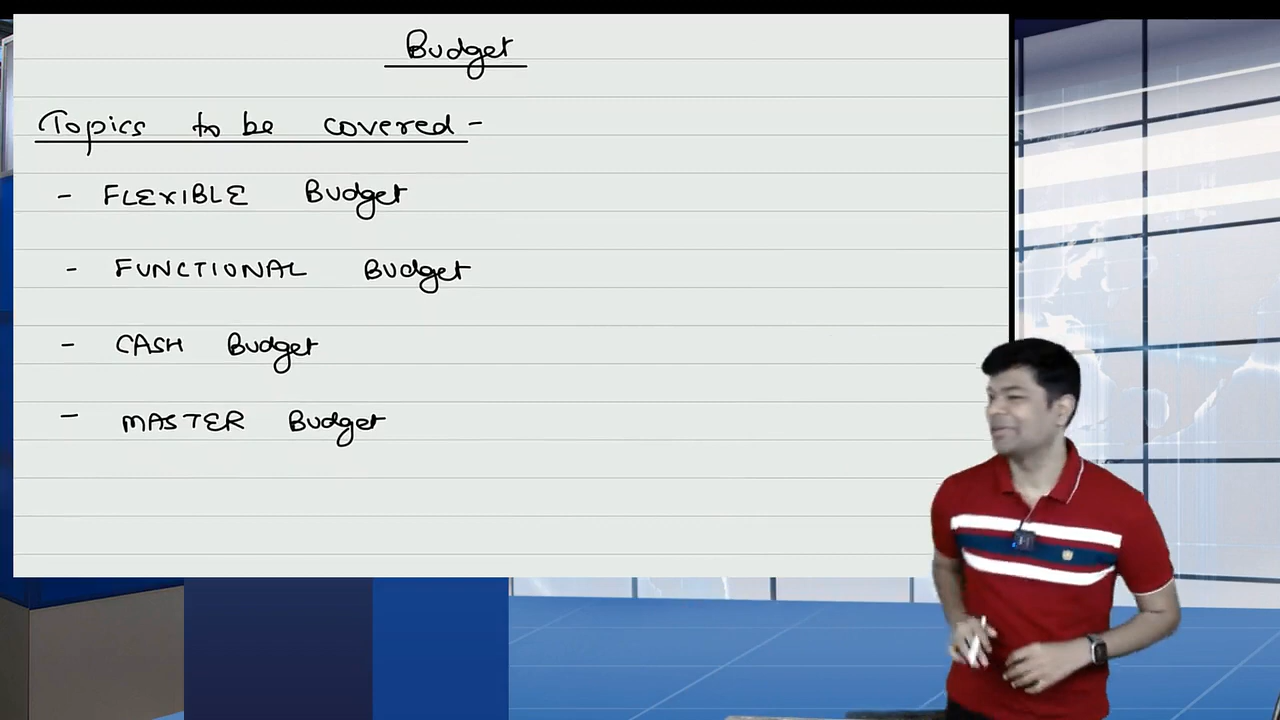 Budget
Topics to be covered -
- FLEXIBLE Budget
- FUNCTIONAL Budget
- CASH Budget
- MASTER Budget